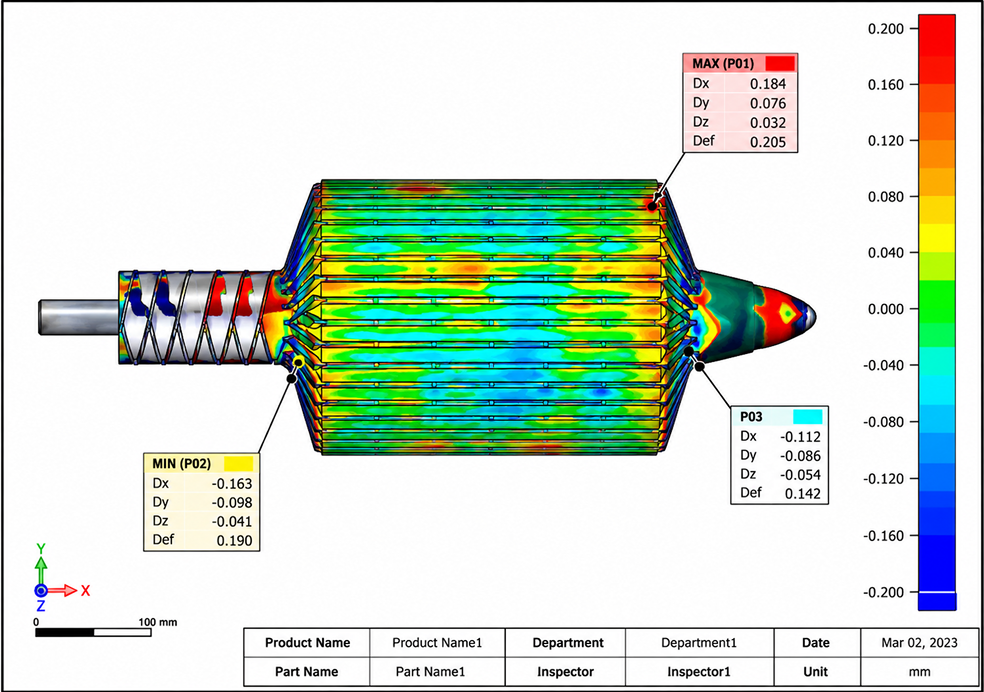 0.200
MAX (P01)
0.160
Dx 0.184
Dy 0.076
Dz 0.032
Def 0.205
0.120
0.080
0.040
0.000
-0.040
-0.080
-0.120
-0.160
-0.200
P03
Dx -0.112
Dy -0.086
Dz -0.054
Def 0.142
MIN (P02)
Dx -0.163
Dy -0.098
Dz -0.041
Def 0.190
Y
X
Z
0 100 mm
Product Name Product Name1 Department Department1 Date Mar 02, 2023
Part Name Part Name1 Inspector Inspector1 Unit mm